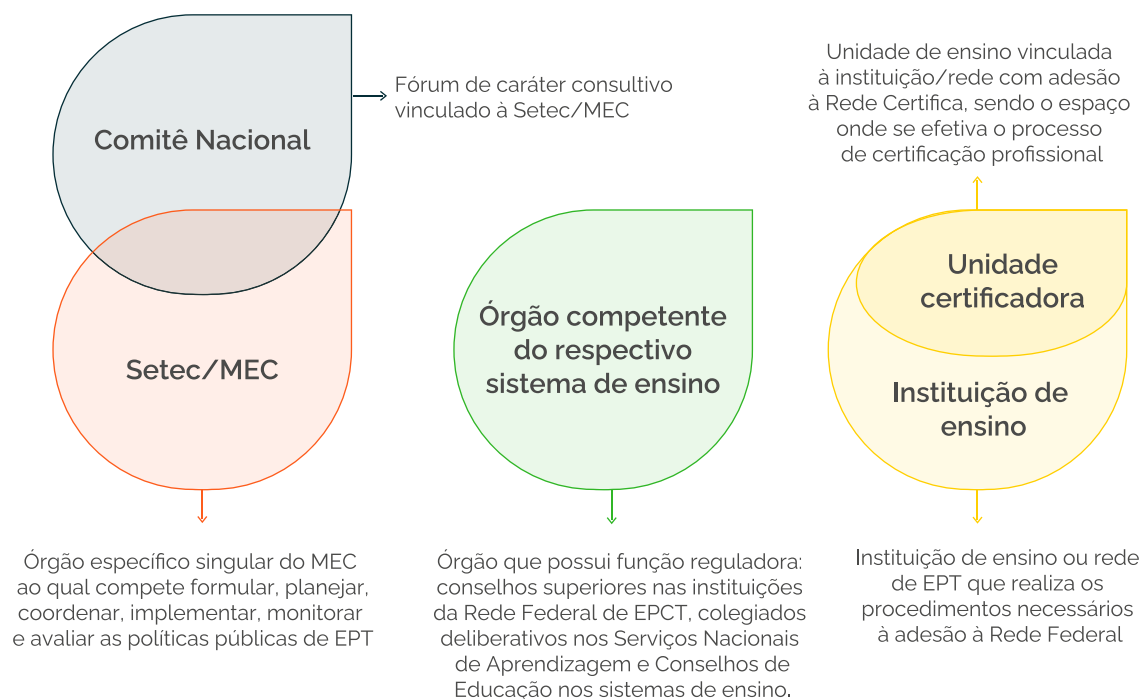 Comitê Nacional
Fórum de caráter consultivo
vinculado à Setec/MEC
Setec/MEC
Órgão específico singular do MEC
ao qual compete formular, planejar,
coordenar, implementar, monitorar
e avaliar as políticas públicas de EPT
Órgão competente
do respectivo
sistema de ensino
Órgão que possui função reguladora:
conselhos superiores nas instituições
da Rede Federal de EPCT, colegiados
deliberativos nos Serviços Nacionais
de Aprendizagem e Conselhos de
Educação nos sistemas de ensino.
Unidade de ensino vinculada
à instituição/rede com adesão
à Rede Certifica, sendo o espaço
onde se efetiva o processo
de certificação profissional
Unidade
certificadora
Instituição de
ensino
Instituição de ensino ou rede
de EPT que realiza os
procedimentos necessários
à adesão à Rede Federal